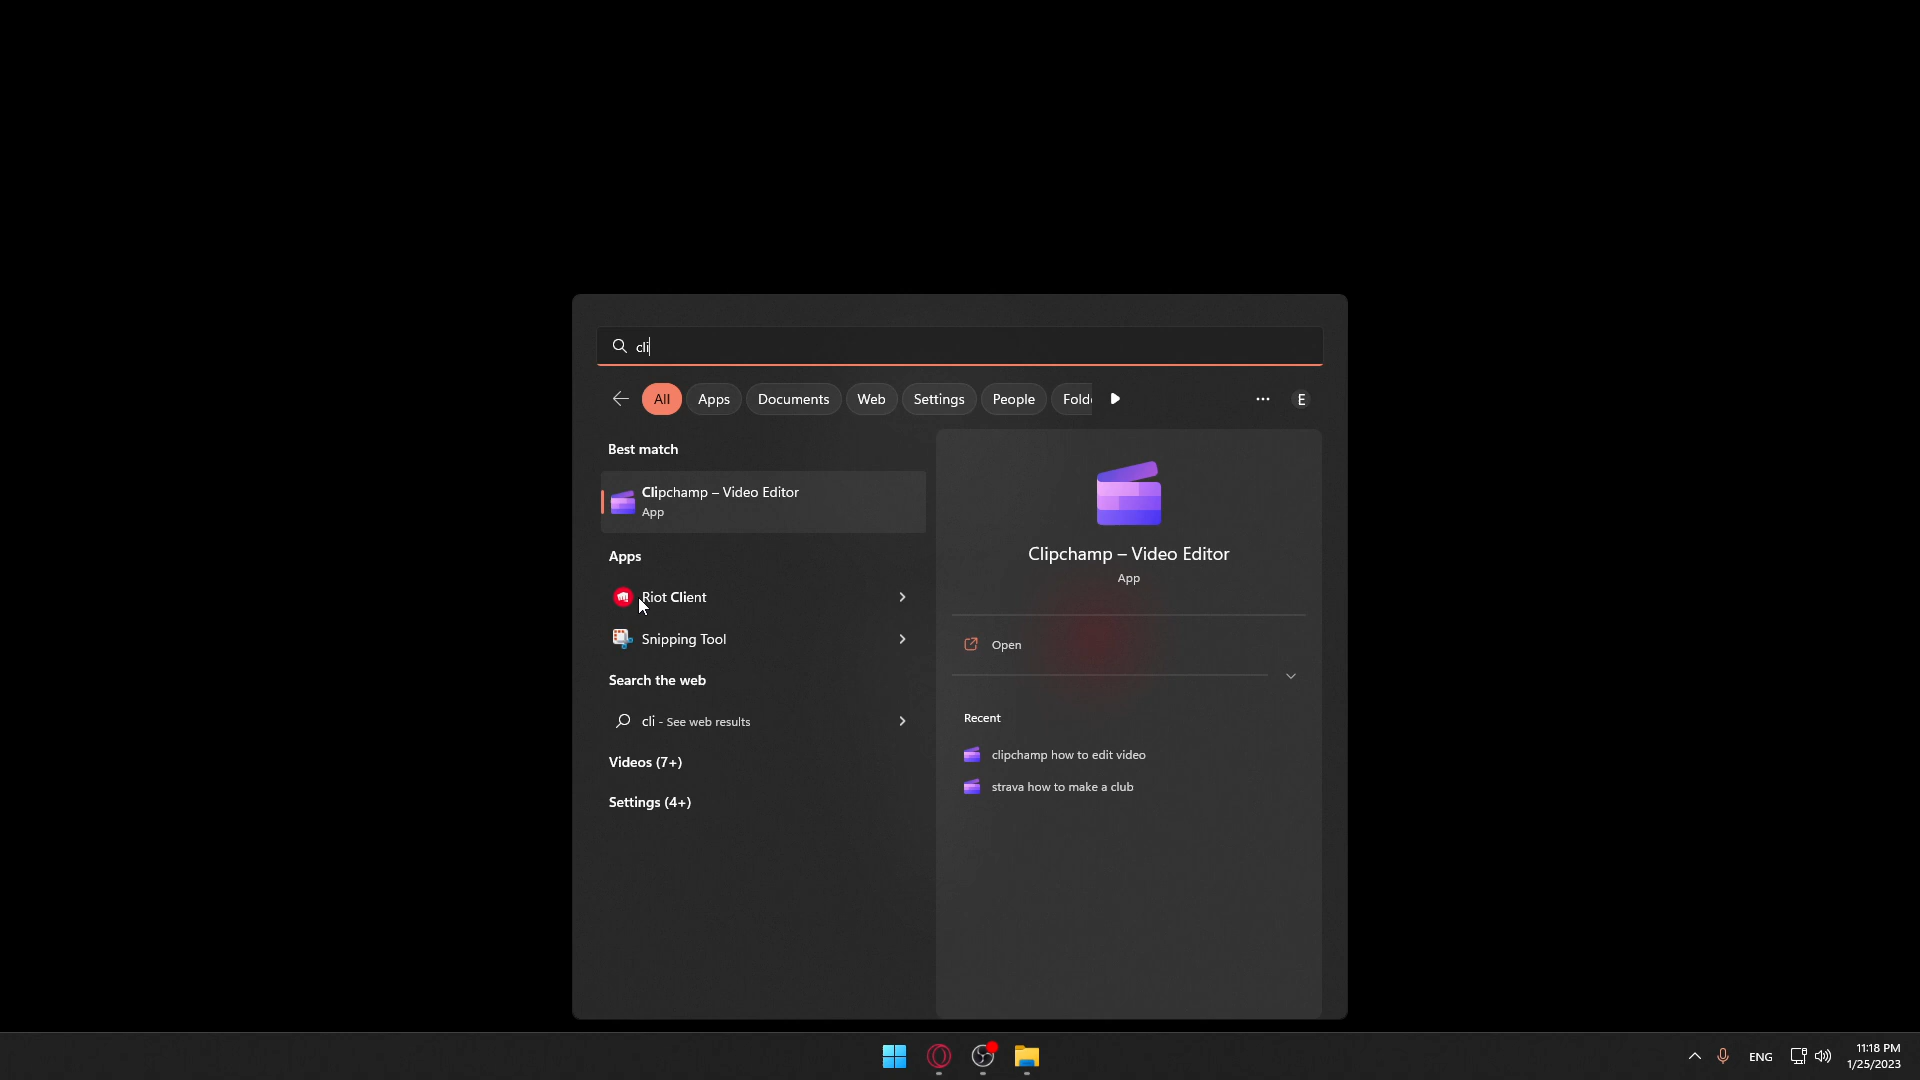 cli
All Apps Documents Web Settings People Fold E
Best match
Clipchamp – Video Editor
App
Apps
Riot Client
Snipping Tool
Search the web
cli - See web results
Videos (7+)
Settings (4+)
Clipchamp – Video Editor
App
Open
Recent
clipchamp how to edit video
strava how to make a club
ENG
11:18 PM
1/25/2023